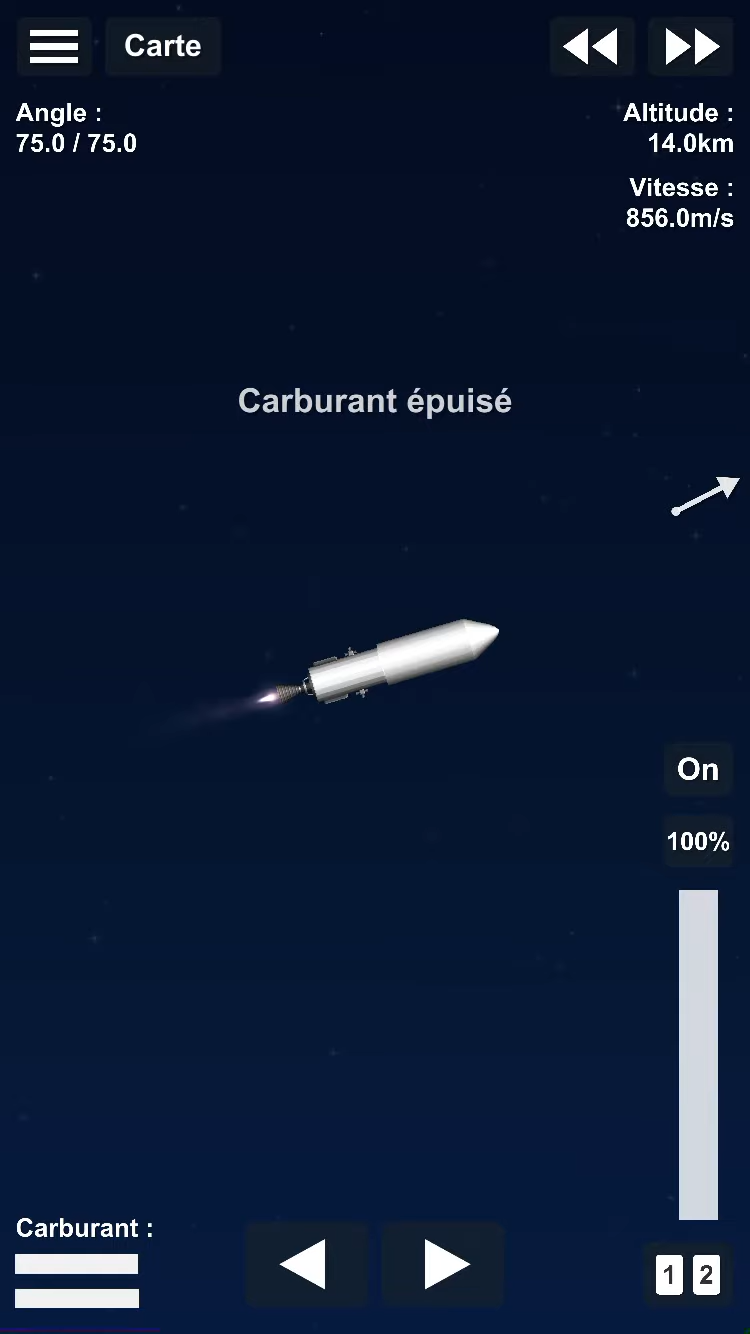 Carte
Angle :
75.0 / 75.0
Altitude :
14.0km
Vitesse :
856.0m/s
Carburant épuisé
On
100%
Carburant :
1 2